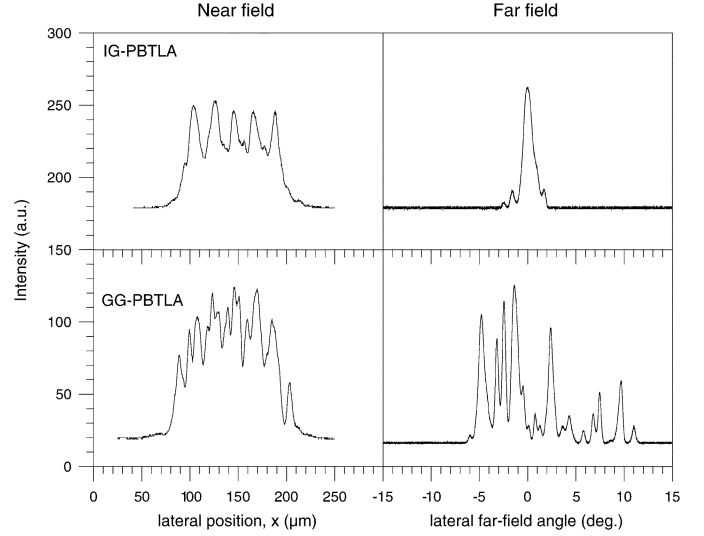 Near field Far field
300
IG-PBTLA
250
200
150
GG-PBTLA
100
50
0
Intensity (a.u.)
0 50 100 150 200 250 -15 -10 -5 0 5 10 15
lateral position, x (µm) lateral far-field angle (deg.)